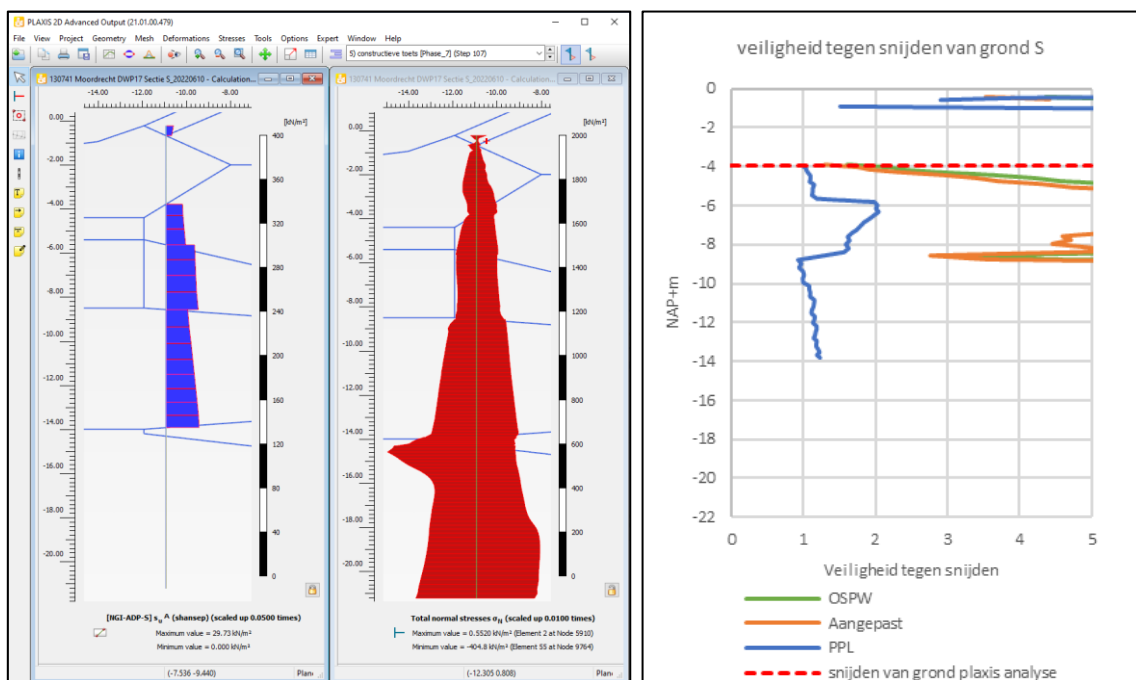 PLAXIS 2D Advanced Output (21.01.00.479)
File View Project Geometry Mesh Deformations Stresses Tools Options Expert Window Help
5) constructieve toets [Phase_7] (Step 107)
130741 Moordrecht DWP17 Sectie S_20220610 - Calculation...
-14.00 -12.00 -10.00 -8.00
[kN/m²]
0.00
-2.00
-4.00
-6.00
-8.00
-10.00
-12.00
-14.00
-16.00
-18.00
-20.00
400
360
320
280
240
200
160
120
80
40
0
[NGI-ADP-S] s u A (shansep) (scaled up 0.0500 times)
Maximum value = 29.73 kN/m²
Minimum value = 0.000 kN/m²
(-7.536 -9.440)
Plan
130741 Moordrecht DWP17 Sectie S_20220610 - Calculation...
-14.00 -12.00 -10.00 -8.00
[kN/m²]
0.00
-2.00
-4.00
-6.00
-8.00
-10.00
-12.00
-14.00
-16.00
-18.00
-20.00
2000
1800
1600
1400
1200
1000
800
600
400
200
0
Total normal stresses σN (scaled up 0.0100 times)
Maximum value = 0.5520 kN/m² (Element 2 at Node 5910)
Minimum value = -404.8 kN/m² (Element 55 at Node 9764)
(-12.305 0.808)
Plan
veiligheid tegen snijden van grond S
0
-2
-4
-6
-8
-10
-12
-14
-16
-18
-20
-22
NAP+m
0 1 2 3 4 5
Veiligheid tegen snijden
OSPW
Aangepast
PPL
snijden van grond plaxis analyse